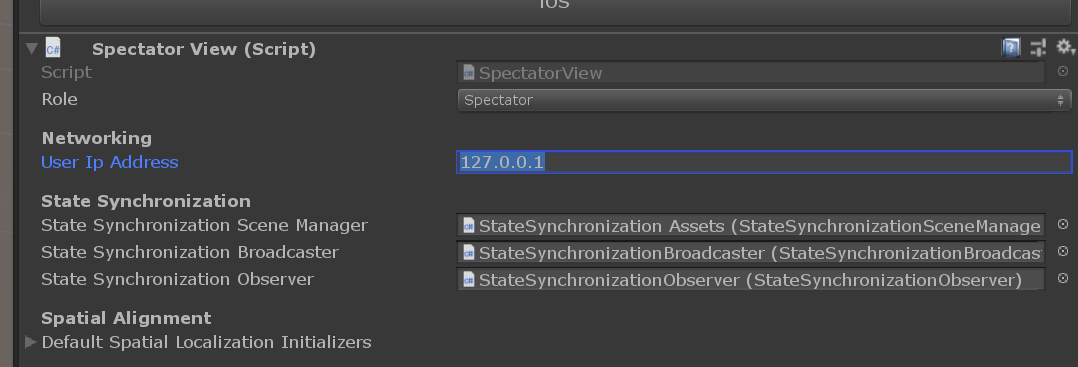 iOS
C# Spectator View (Script)
Script C# SpectatorView
Role Spectator
Networking
User Ip Address 127.0.0.1
State Synchronization
State Synchronization Scene Manager StateSynchronization Assets (StateSynchronizationSceneManage
State Synchronization Broadcaster StateSynchronizationBroadcaster (StateSynchronizationBroadcas
State Synchronization Observer StateSynchronizationObserver (StateSynchronizationObserver)
Spatial Alignment
Default Spatial Localization Initializers